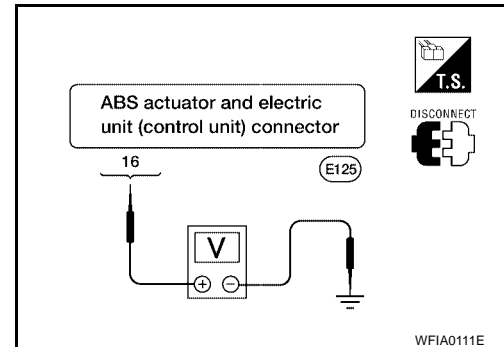 T.S.
DISCONNECT
ABS actuator and electric
unit (control unit) connector
16
E125
V
+ −
WFIA0111E